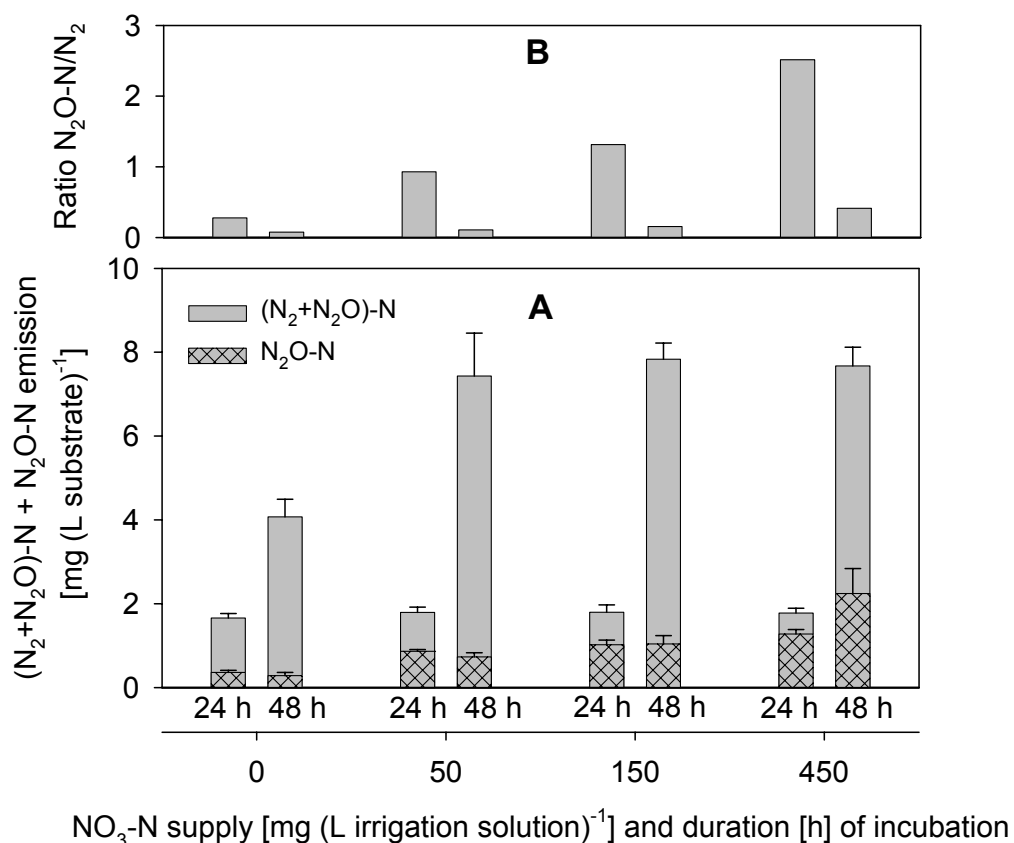 3
2
1
0
Ratio N₂O-N/N₂
B
10
8
6
4
2
0
(N₂+N₂O)-N + N₂O-N emission
[mg (L substrate)⁻¹]
A
(N₂+N₂O)-N
N₂O-N
24 h 48 h 24 h 48 h 24 h 48 h 24 h 48 h
0 50 150 450
NO₃-N supply [mg (L irrigation solution)⁻¹] and duration [h] of incubation